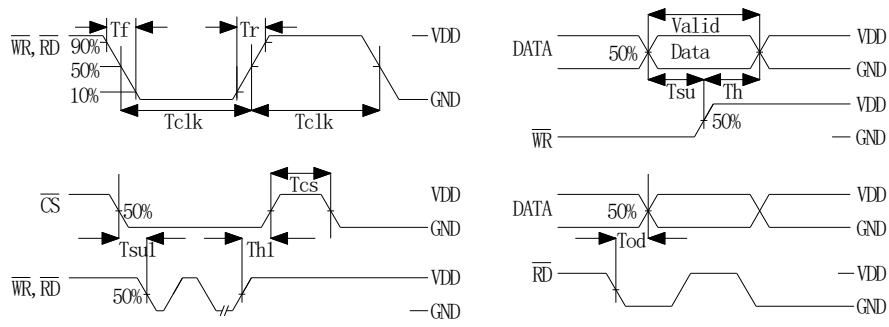 Tf Tr
WR, RD 90% VDD
50%
10% GND
Tclk Tclk
Valid
DATA VDD
50% Data
GND
Tsu Th
VDD
50%
WR GND
Tcs
VDD
CS 50%
GND
Tsu1 Th1
WR, RD VDD
50%
GND
VDD
DATA 50%
GND
Tod
RD VDD
GND